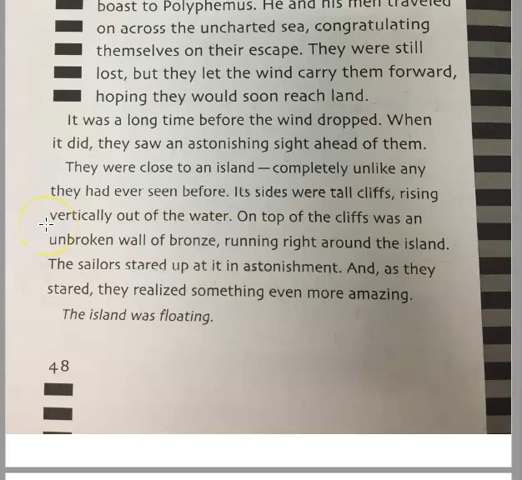 boast to Polyphemus. He and his men traveled
on across the uncharted sea, congratulating
themselves on their escape. They were still
lost, but they let the wind carry them forward,
hoping they would soon reach land.
It was a long time before the wind dropped. When
it did, they saw an astonishing sight ahead of them.
They were close to an island—completely unlike any
they had ever seen before. Its sides were tall cliffs, rising
vertically out of the water. On top of the cliffs was an
unbroken wall of bronze, running right around the island.
The sailors stared up at it in astonishment. And, as they
stared, they realized something even more amazing.
The island was floating.
48